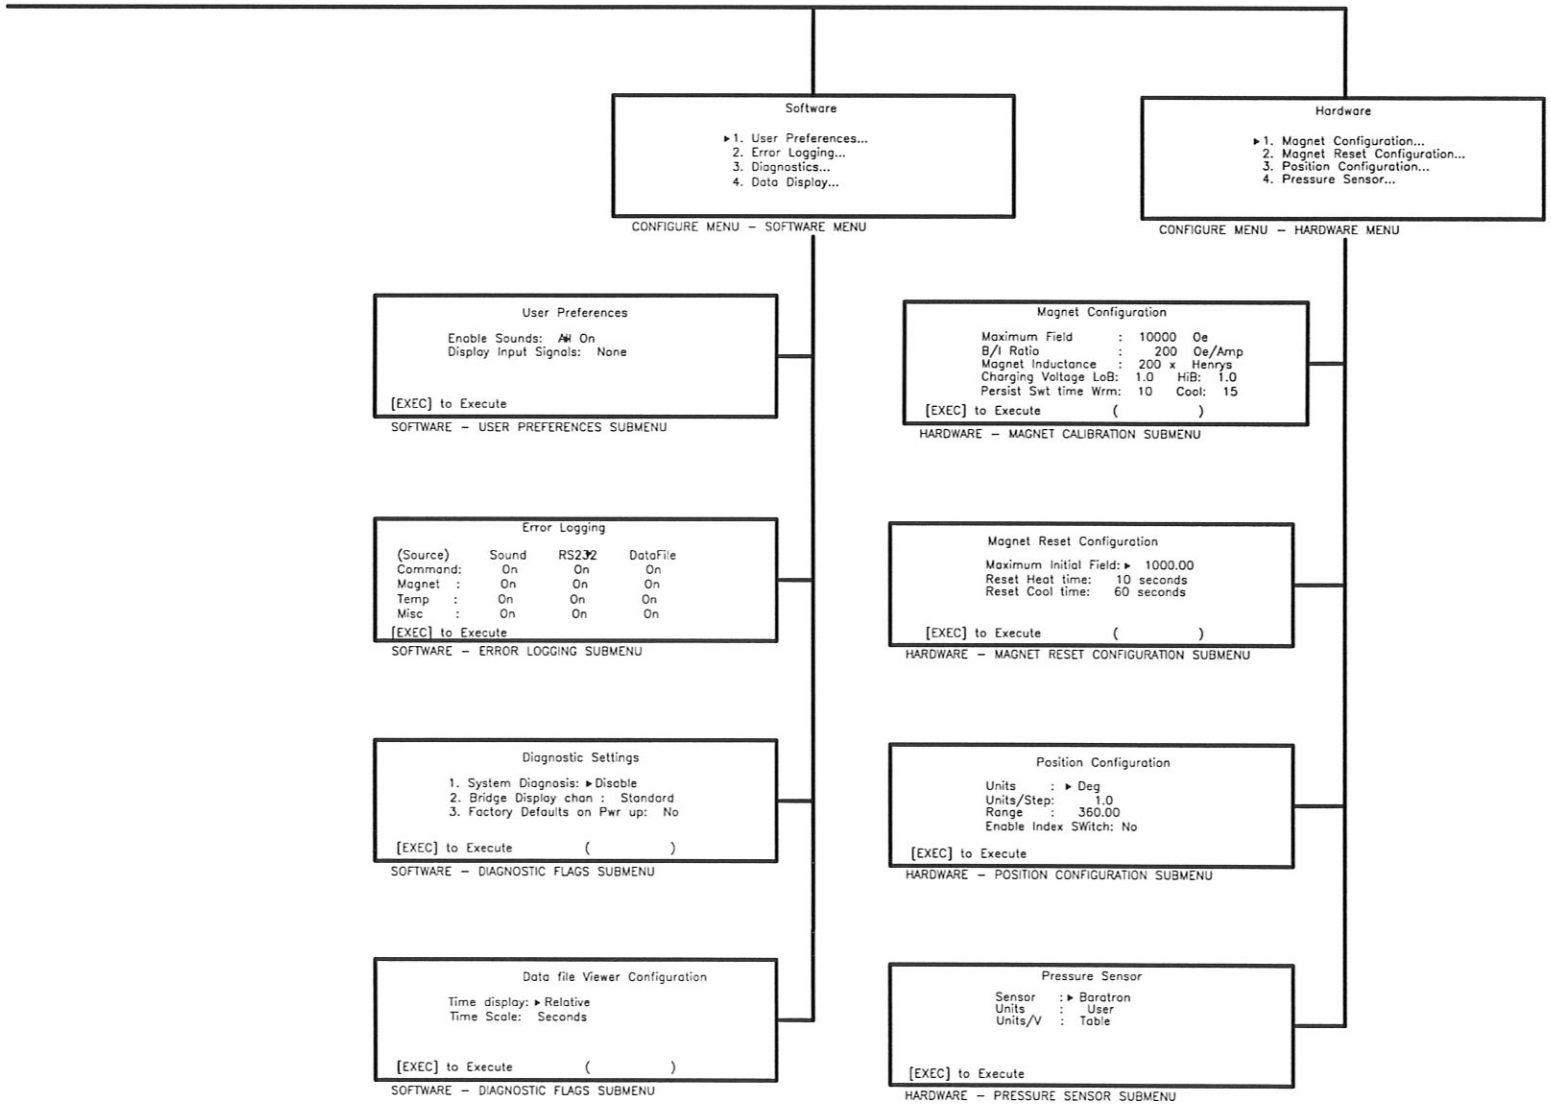 Software
▸1. User Preferences...
2. Error Logging...
3. Diagnostics...
4. Data Display...
CONFIGURE MENU – SOFTWARE MENU
Hardware
▸1. Magnet Configuration...
2. Magnet Reset Configuration...
3. Position Configuration...
4. Pressure Sensor...
CONFIGURE MENU – HARDWARE MENU
User Preferences
Enable Sounds: All On
Display Input Signals: None
[EXEC] to Execute
SOFTWARE – USER PREFERENCES SUBMENU
Error Logging
(Source) Sound RS232 DataFile
Command: On On On
Magnet : On On On
Temp : On On On
Misc : On On On
[EXEC] to Execute
SOFTWARE – ERROR LOGGING SUBMENU
Diagnostic Settings
1. System Diagnosis: ▸Disable
2. Bridge Display chan : Standard
3. Factory Defaults on Pwr up: No
[EXEC] to Execute ( )
SOFTWARE – DIAGNOSTIC FLAGS SUBMENU
Data file Viewer Configuration
Time display: ▸ Relative
Time Scale: Seconds
[EXEC] to Execute ( )
SOFTWARE – DIAGNOSTIC FLAGS SUBMENU
Magnet Configuration
Maximum Field : 10000 Oe
B/I Ratio : 200 Oe/Amp
Magnet Inductance : 200 x Henrys
Charging Voltage LoB: 1.0 HiB: 1.0
Persist Swt time Wrm: 10 Cool: 15
[EXEC] to Execute ( )
HARDWARE – MAGNET CALIBRATION SUBMENU
Magnet Reset Configuration
Maximum Initial Field: ▸ 1000.00
Reset Heat time: 10 seconds
Reset Cool time: 60 seconds
[EXEC] to Execute ( )
HARDWARE – MAGNET RESET CONFIGURATION SUBMENU
Position Configuration
Units : ▸ Deg
Units/Step: 1.0
Range : 360.00
Enable Index SWitch: No
[EXEC] to Execute
HARDWARE – POSITION CONFIGURATION SUBMENU
Pressure Sensor
Sensor :▸ Baratron
Units : User
Units/V : Table
[EXEC] to Execute
HARDWARE – PRESSURE SENSOR SUBMENU